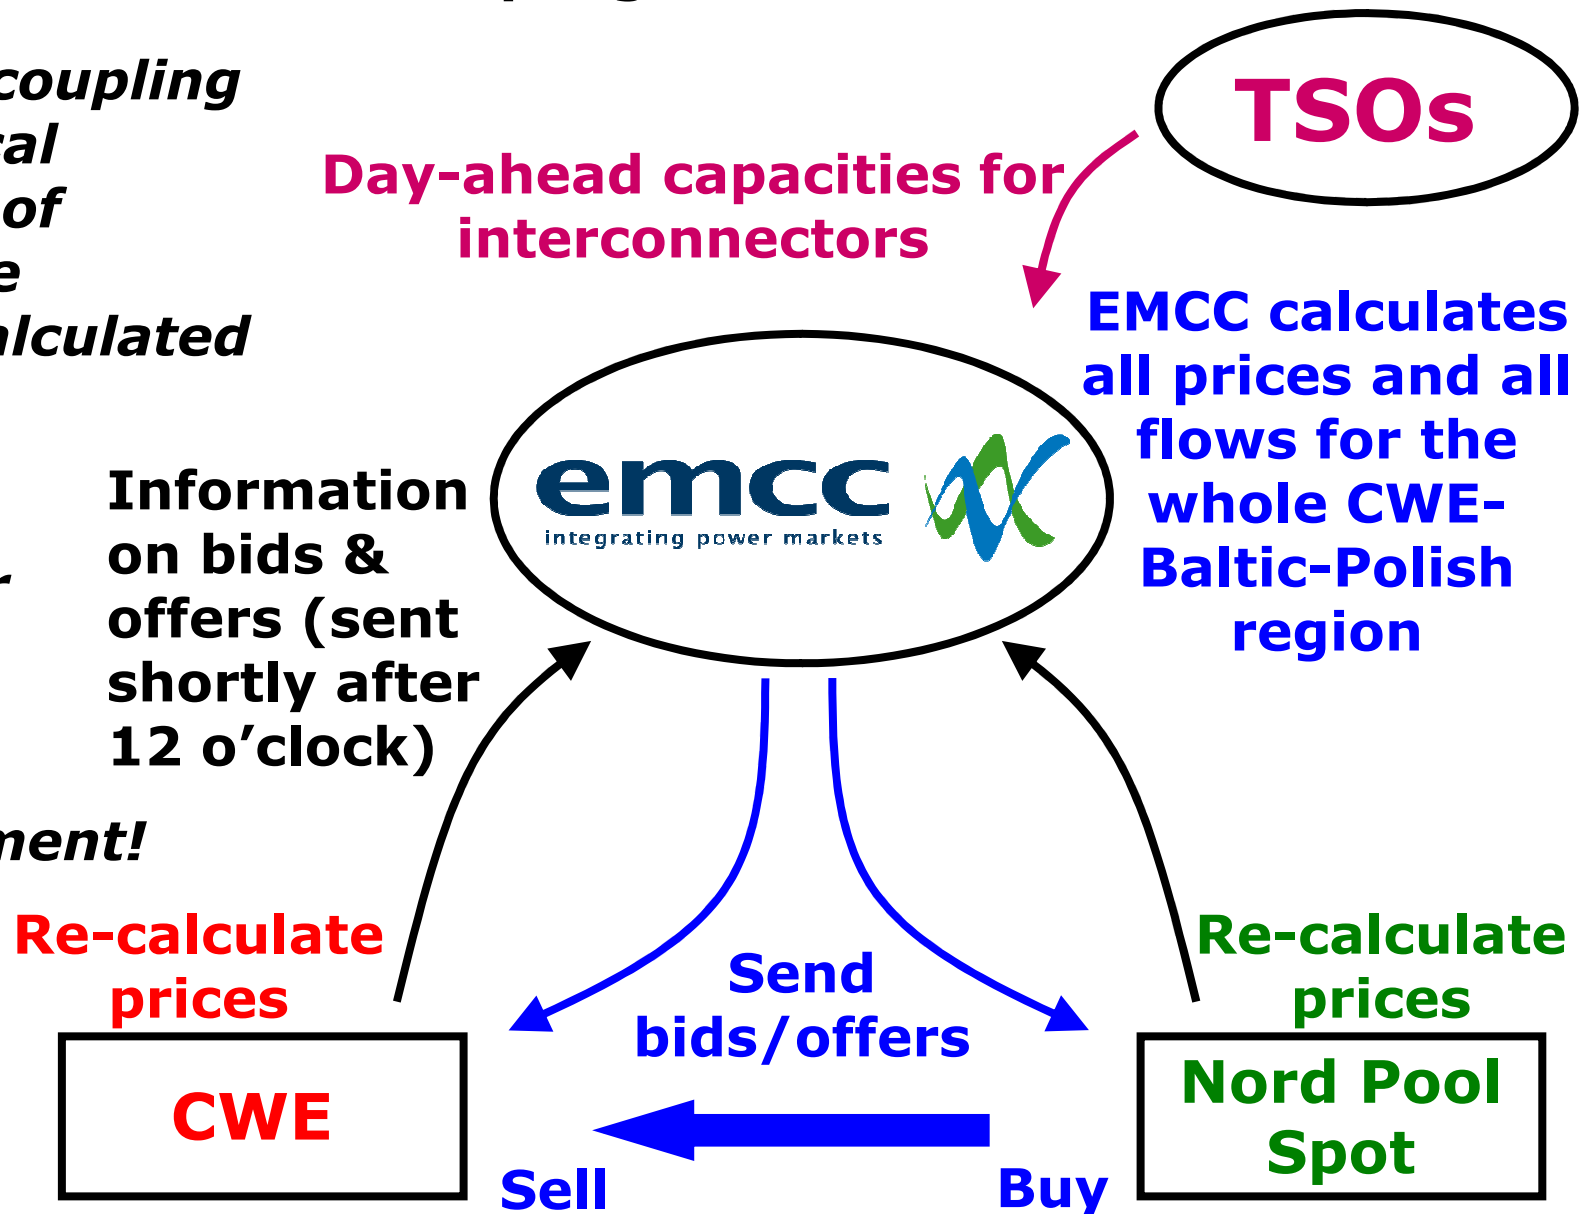 coupling
of
alculated
TSOs
Day-ahead capacities for
interconnectors
EMCC calculates
all prices and all
flows for the
whole CWE-
Baltic-Polish
region
emcc
integrating power markets
Information
on bids &
offers (sent
shortly after
12 o’clock)
ment!
Re-calculate
prices
CWE
Send
bids/offers
Sell
Buy
Re-calculate
prices
Nord Pool
Spot